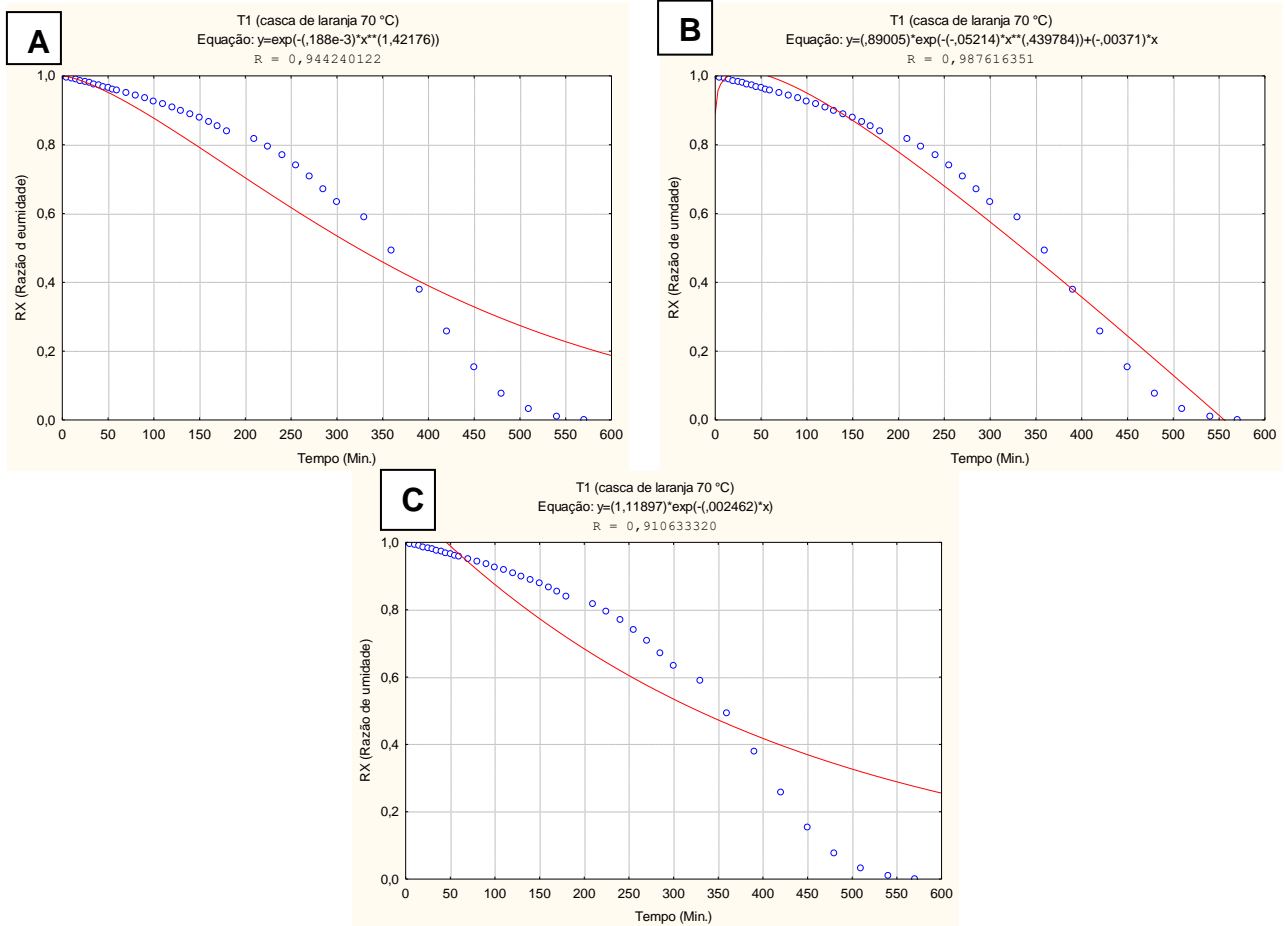 A
T1 (casca de laranja 70 °C)
Equação: y=exp(-(,188e-3)*x**(1,42176))
R = 0,944240122
1,0
0,8
0,6
0,4
0,2
0,0
RX (Razão d eumidade)
0 50 100 150 200 250 300 350 400 450 500 550 600
Tempo (Min.)
B
T1 (casca de laranja 70 °C)
Equação: y=(,89005)*exp(-(-,05214)*x**(,439784))+(-,00371)*x
R = 0,987616351
1,0
0,8
0,6
0,4
0,2
0,0
RX (Razão de umdade)
0 50 100 150 200 250 300 350 400 450 500 550 600
Tempo (Min.)
C
T1 (casca de laranja 70 °C)
Equação: y=(1,11897)*exp(-(,002462)*x)
R = 0,910633320
1,0
0,8
0,6
0,4
0,2
0,0
RX (Razão de umidade)
0 50 100 150 200 250 300 350 400 450 500 550 600
Tempo (Min.)